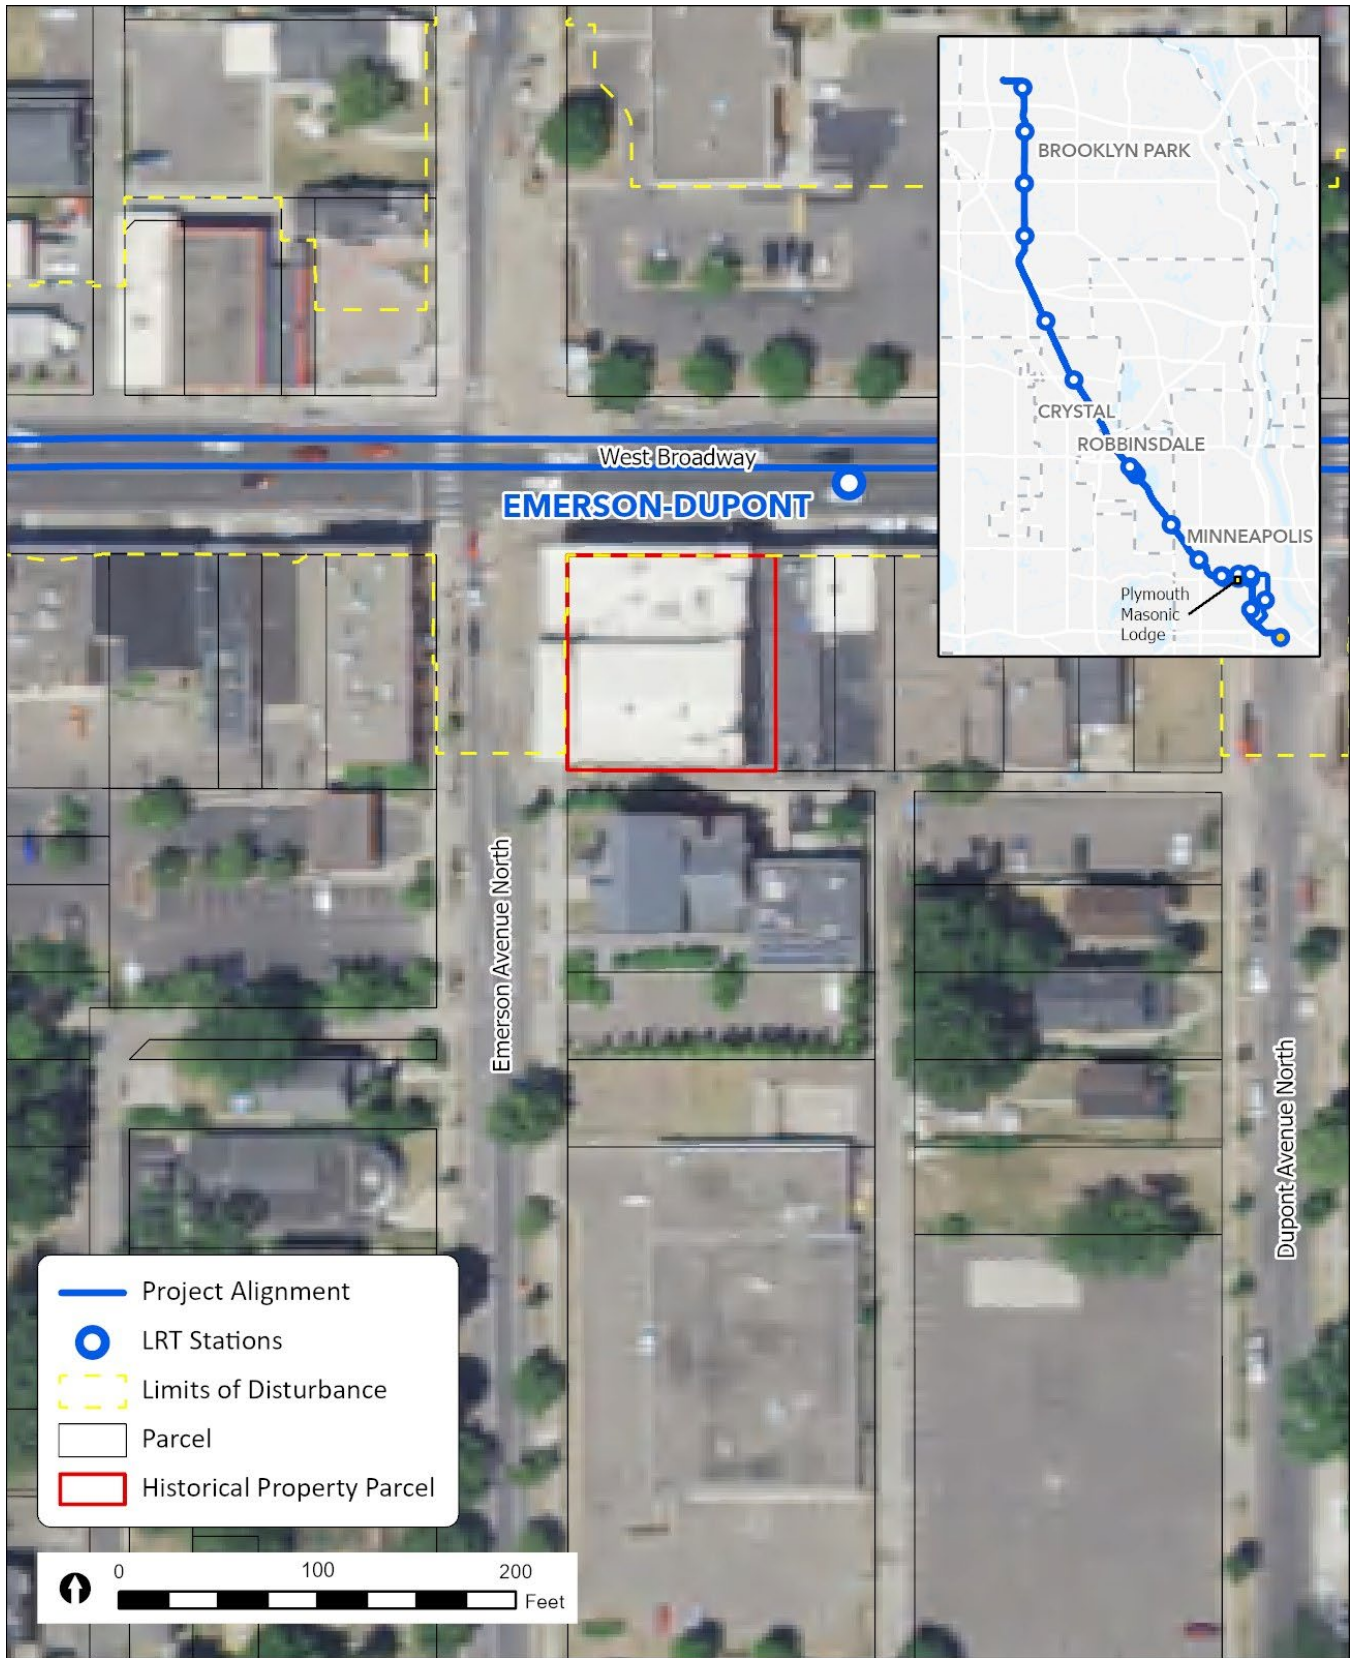 BROOKLYN PARK
CRYSTAL
ROBBINSDALE
MINNEAPOLIS
Plymouth
Masonic
Lodge
West Broadway
EMERSON-DUPONT
Emerson Avenue North
Dupont Avenue North
Project Alignment
LRT Stations
Limits of Disturbance
Parcel
Historical Property Parcel
0 100 200
Feet